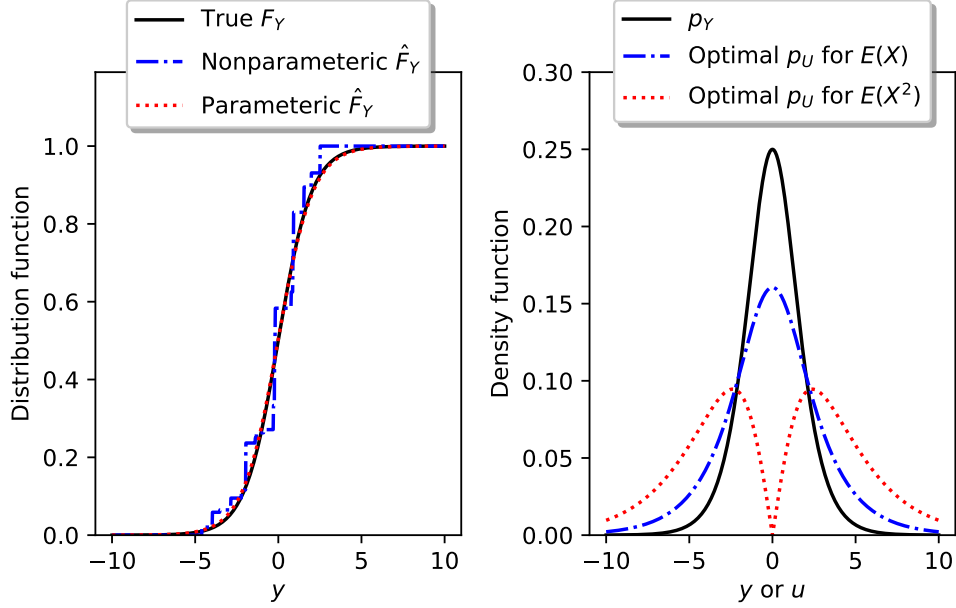 True $F_Y$
Nonparameteric $\hat{F}_Y$
Parameteric $\hat{F}_Y$
Distribution function
1.0
0.8
0.6
0.4
0.2
0.0
−10 −5 0 5 10
y
$p_Y$
Optimal $p_U$ for $E(X)$
Optimal $p_U$ for $E(X^2)$
Density function
0.30
0.25
0.20
0.15
0.10
0.05
0.00
−10 −5 0 5 10
y or u